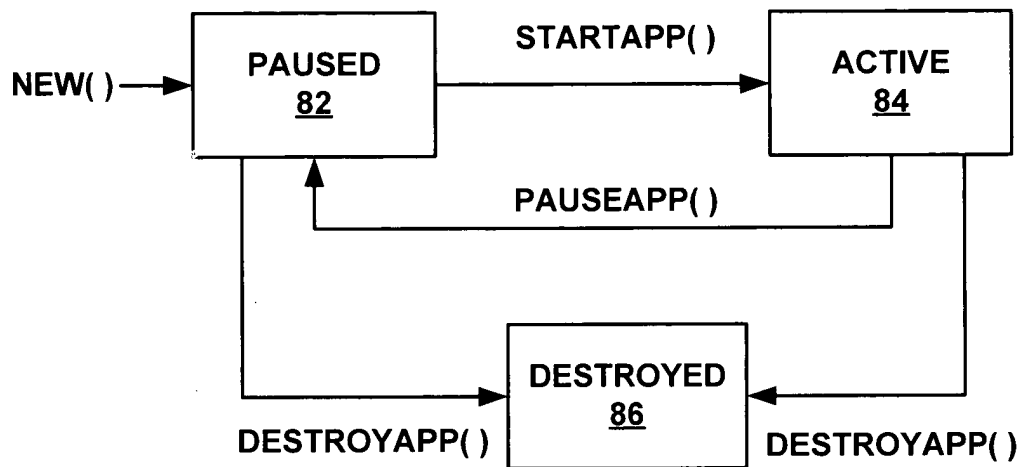 STARTAPP( )
PAUSED
82
ACTIVE
84
NEW( )
PAUSEAPP( )
DESTROYED
86
DESTROYAPP( )
DESTROYAPP( )